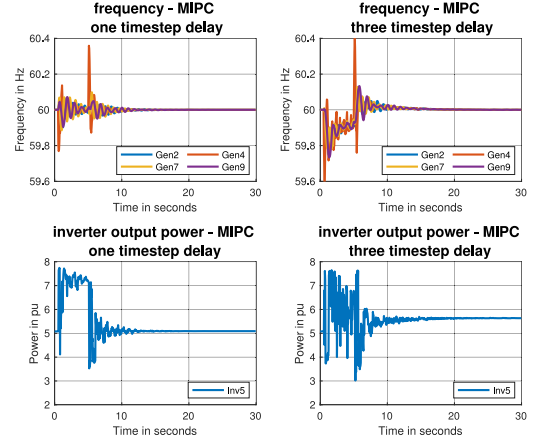 frequency - MIPC
one timestep delay
60.4
60.2
60
59.8
59.6
Frequency in Hz
Gen2
Gen4
Gen7
Gen9
0
10
20
30
Time in seconds
frequency - MIPC
three timestep delay
60.4
60.2
60
59.8
59.6
Frequency in Hz
Gen2
Gen4
Gen7
Gen9
0
10
20
30
Time in seconds
inverter output power - MIPC
one timestep delay
8
7
6
5
4
3
2
Power in pu
Inv5
0
10
20
30
Time in seconds
inverter output power - MIPC
three timestep delay
8
7
6
5
4
3
2
Power in pu
Inv5
0
10
20
30
Time in seconds